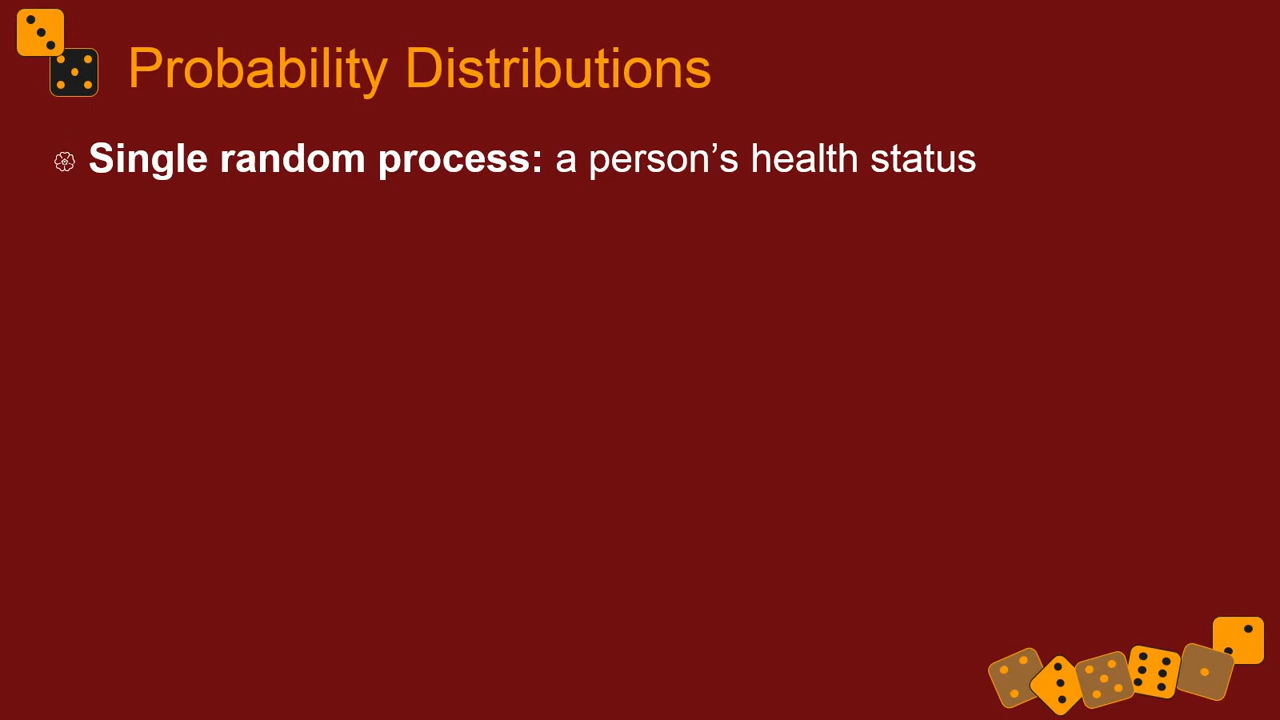 Probability Distributions
Single random process: a person’s health status